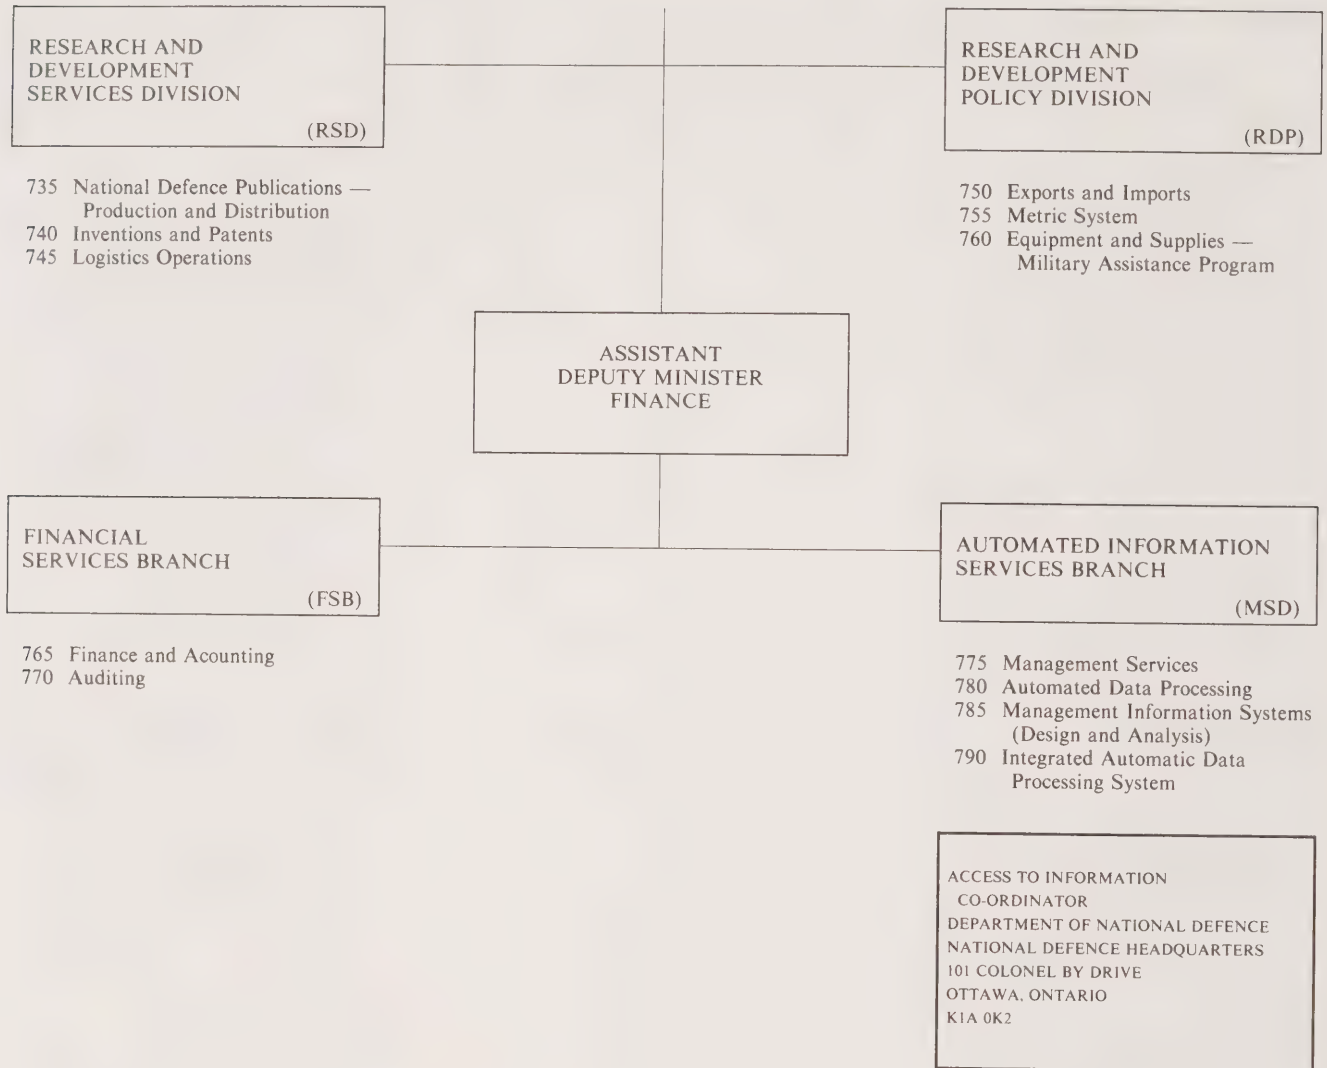 RESEARCH AND
DEVELOPMENT
SERVICES DIVISION
(RSD)
735 National Defence Publications —
Production and Distribution
740 Inventions and Patents
745 Logistics Operations
RESEARCH AND
DEVELOPMENT
POLICY DIVISION
(RDP)
750 Exports and Imports
755 Metric System
760 Equipment and Supplies —
Military Assistance Program
ASSISTANT
DEPUTY MINISTER
FINANCE
FINANCIAL
SERVICES BRANCH
(FSB)
765 Finance and Acounting
770 Auditing
AUTOMATED INFORMATION
SERVICES BRANCH
(MSD)
775 Management Services
780 Automated Data Processing
785 Management Information Systems
(Design and Analysis)
790 Integrated Automatic Data
Processing System
ACCESS TO INFORMATION
CO-ORDINATOR
DEPARTMENT OF NATIONAL DEFENCE
NATIONAL DEFENCE HEADQUARTERS
101 COLONEL BY DRIVE
OTTAWA, ONTARIO
K1A 0K2